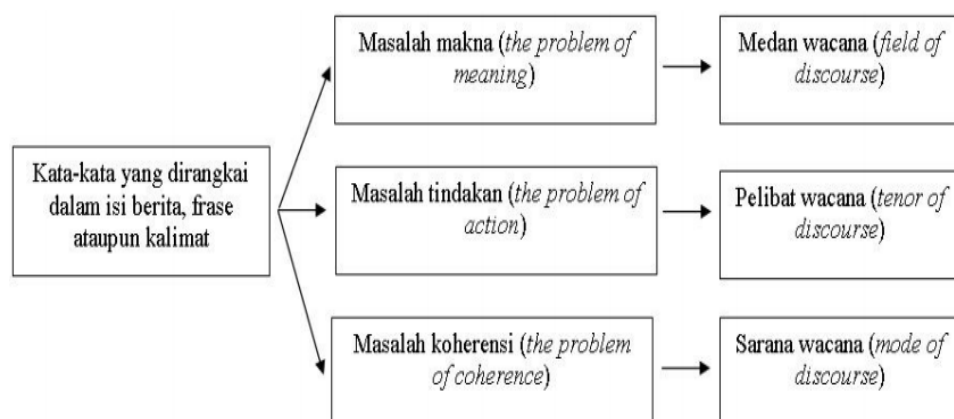 Masalah makna (the problem of
meaning)
Medan wacana (field of
discourse)
Kata-kata yang dirangkai
dalam isi berita, frase
ataupun kalimat
Masalah tindakan (the problem of
action)
Pelibat wacana (tenor of
discourse)
Masalah koherensi (the problem
of coherence)
Sarana wacana (mode of
discourse)